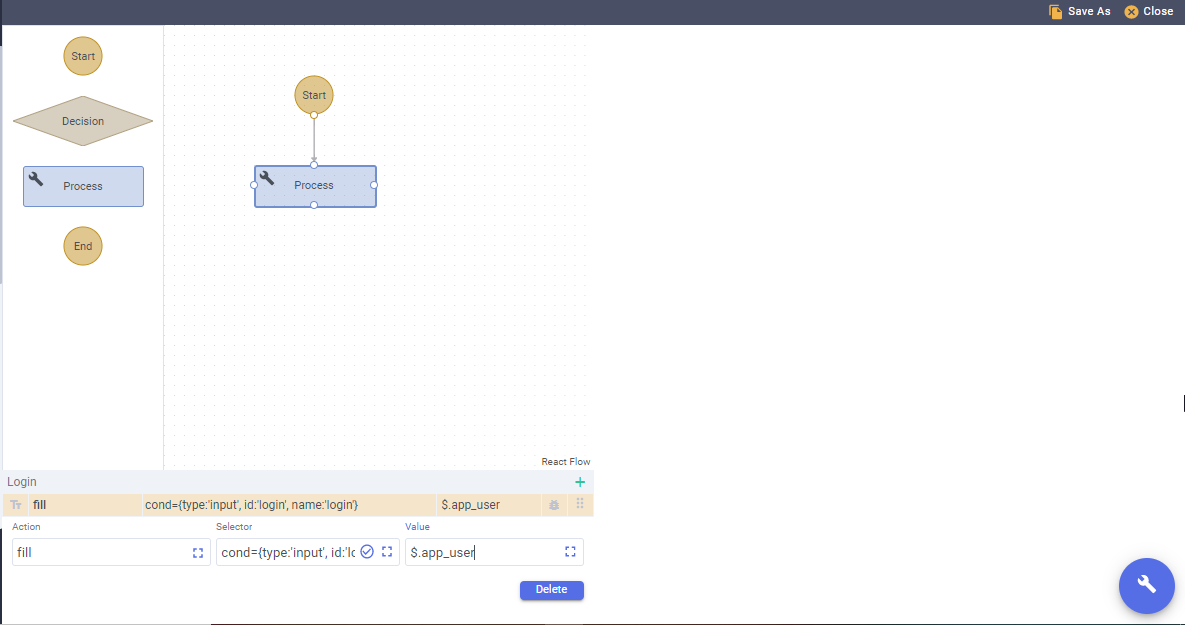 Save As
Close
Start
Decision
Process
End
Start
Process
React Flow
Login
+
Tт fill cond={type:'input', id:'login', name:'login'} $.app_user
Action Selector Value
fill cond={type:'input', id:'lo $.app_user
Delete